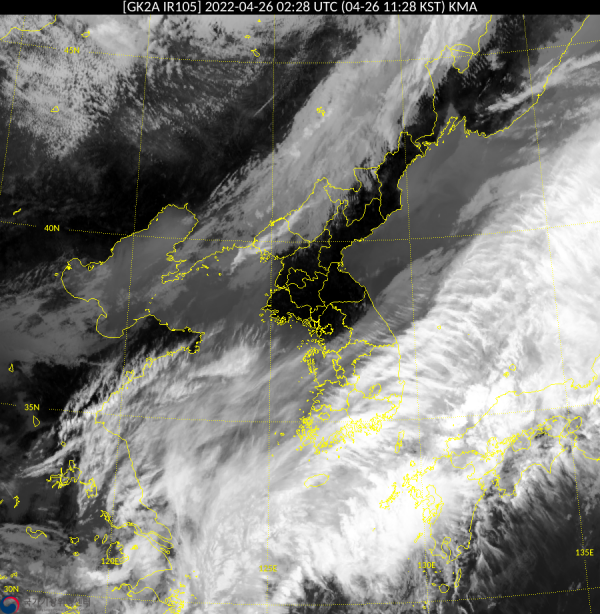 [GK2A IR105] 2022-04-26 02:28 UTC (04-26 11:28 KST) KMA
45N
40N
35N
120E
125E
130E
135E
30N